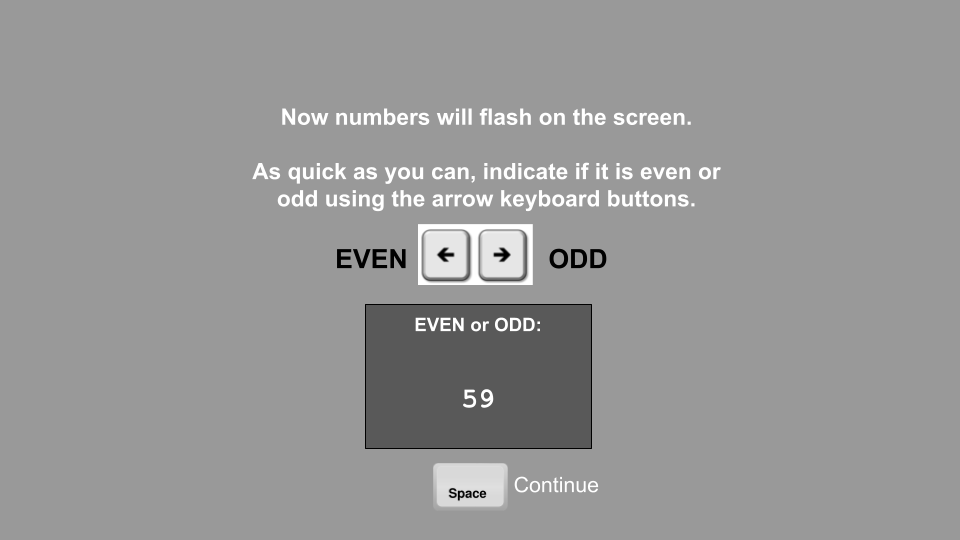 Now numbers will flash on the screen.
As quick as you can, indicate if it is even or
odd using the arrow keyboard buttons.
EVEN ← → ODD
EVEN or ODD:
59
Space Continue